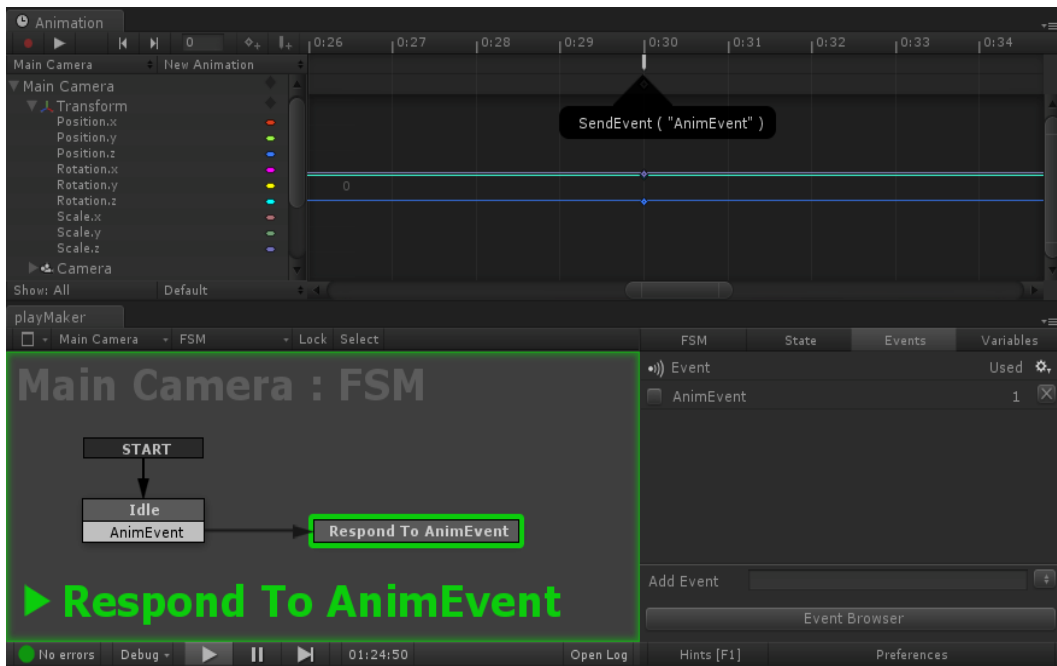 Animation
0 0:26 0:27 0:28 0:29 0:30 0:31 0:32 0:33 0:34
Main Camera New Animation
Main Camera
Transform
SendEvent ( "AnimEvent" )
Position.x
Position.y
Position.z
Rotation.x
Rotation.y 0
Rotation.z
Scale.x
Scale.y
Scale.z
Camera
Show: All Default
playMaker
Main Camera FSM Lock Select FSM State Events Variables
Main Camera : FSM
Event Used
AnimEvent 1
START
Idle
AnimEvent
Respond To AnimEvent
Add Event
Respond To AnimEvent
Event Browser
No errors Debug 01:24:50 Open Log Hints [F1] Preferences